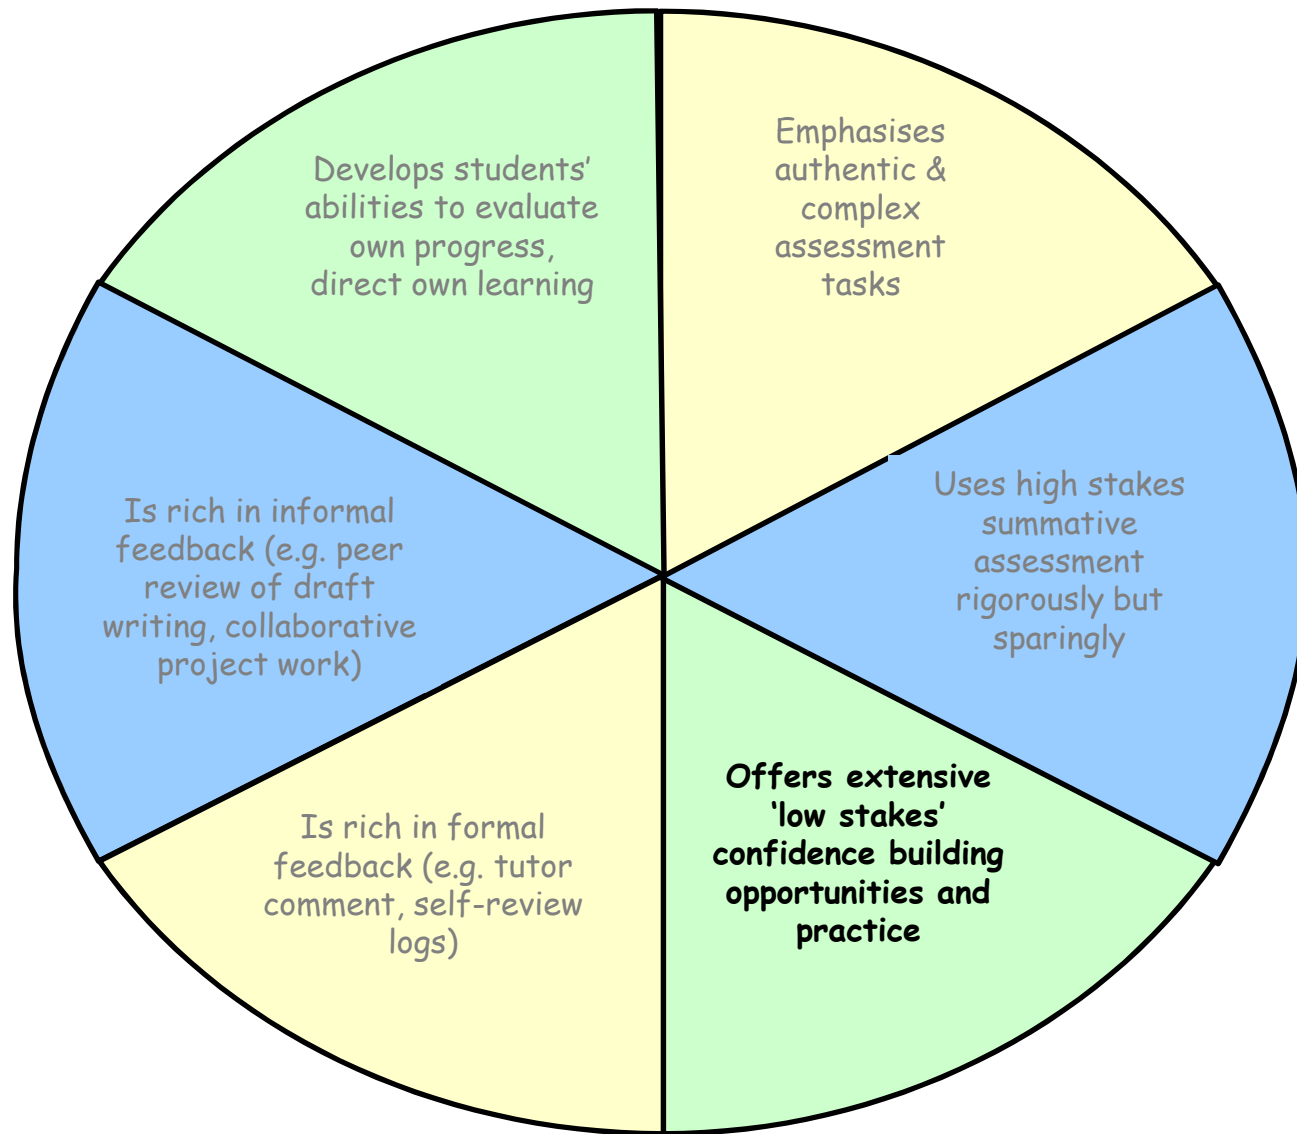 Emphasises
authentic &
complex
assessment
tasks
Uses high stakes
summative
assessment
rigorously but
sparingly
Offers extensive
‘low stakes’
confidence building
opportunities and
practice
Is rich in formal
feedback (e.g. tutor
comment, self-review
logs)
Is rich in informal
feedback (e.g. peer
review of draft
writing, collaborative
project work)
Develops students’
abilities to evaluate
own progress,
direct own learning